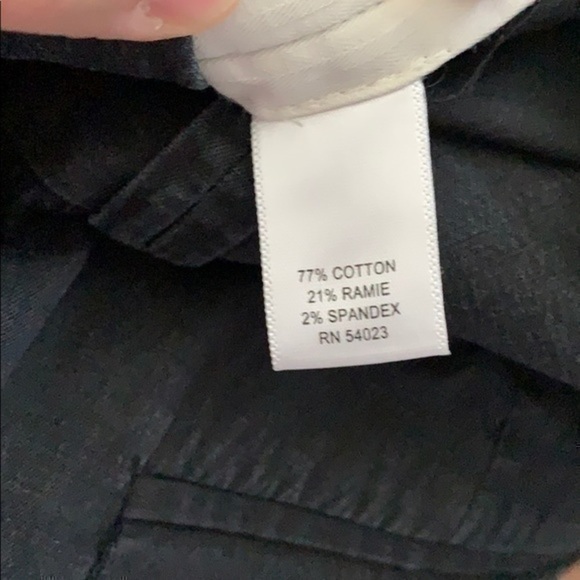 77% COTTON
21% RAMIE
2% SPANDEX
RN 54023